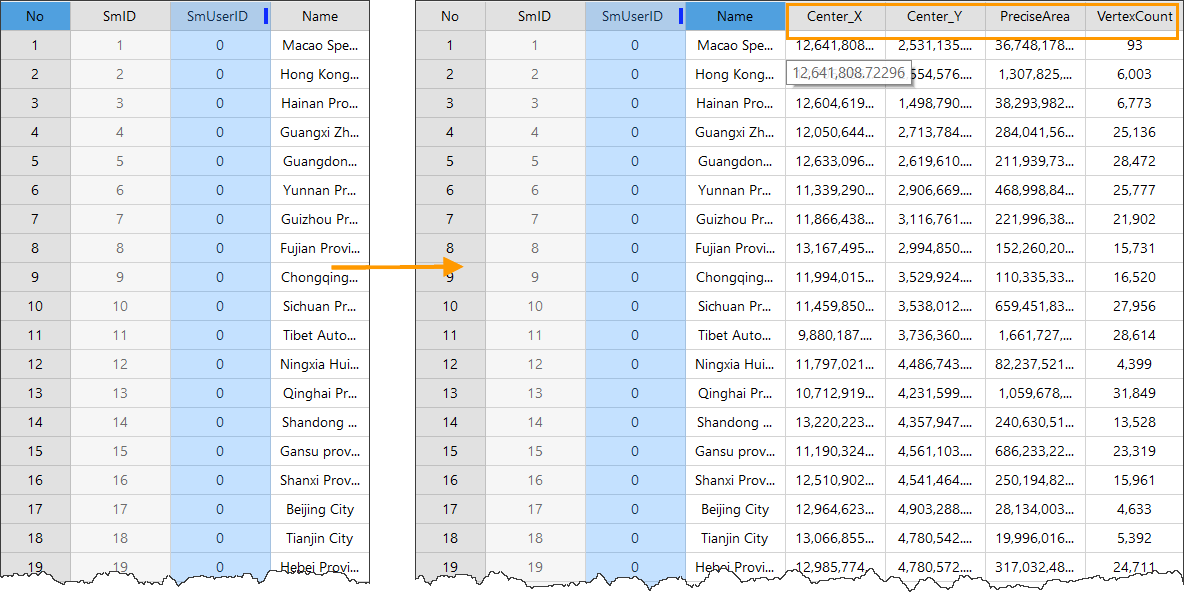 No SmID SmUserID Name
1 1 0 Macao Spe...
2 2 0 Hong Kong...
3 3 0 Hainan Pro...
4 4 0 Guangxi Zh...
5 5 0 Guangdon...
6 6 0 Yunnan Pr...
7 7 0 Guizhou Pr...
8 8 0 Fujian Provi...
9 9 0 Chongqing...
10 10 0 Sichuan Pr...
11 11 0 Tibet Auto...
12 12 0 Ningxia Hui...
13 13 0 Qinghai Pr...
14 14 0 Shandong ...
15 15 0 Gansu prov...
16 16 0 Shanxi Prov...
17 17 0 Beijing City
18 18 0 Tianjin City
19 19 0 Hebei Provi...
No SmID SmUserID Name Center_X Center_Y PreciseArea VertexCount
1 1 0 Macao Spe... 12,641,808... 2,531,135... 36,748,178... 93
2 2 0 Hong Kong... 12,641,808.72296 554,576.... 1,307,825,... 6,003
3 3 0 Hainan Pro... 12,604,619... 1,498,790.... 38,293,982... 6,773
4 4 0 Guangxi Zh... 12,050,644... 2,713,784.... 284,041,56... 25,136
5 5 0 Guangdon... 12,633,096... 2,619,610.... 211,939,73... 28,472
6 6 0 Yunnan Pr... 11,339,290... 2,906,669.... 468,998,84... 25,777
7 7 0 Guizhou Pr... 11,866,438... 3,116,761.... 221,996,38... 21,902
8 8 0 Fujian Provi... 13,167,495... 2,994,850.... 152,260,20... 15,731
9 9 0 Chongqing... 11,994,015... 3,529,924.... 110,335,33... 16,520
10 10 0 Sichuan Pr... 11,459,850... 3,538,012.... 659,451,83... 27,956
11 11 0 Tibet Auto... 9,880,187.... 3,736,360.... 1,661,727,... 28,614
12 12 0 Ningxia Hui... 11,797,021... 4,486,743.... 82,237,521... 4,399
13 13 0 Qinghai Pr... 10,712,919... 4,231,599.... 1,059,678,... 31,849
14 14 0 Shandong ... 13,220,223... 4,357,947.... 240,630,51... 13,528
15 15 0 Gansu prov... 11,190,324... 4,561,103.... 686,233,22... 23,319
16 16 0 Shanxi Prov... 12,510,902... 4,541,464.... 250,194,82... 15,961
17 17 0 Beijing City 12,964,623... 4,903,288.... 28,134,003... 4,633
18 18 0 Tianjin City 13,066,855... 4,780,542.... 19,996,016... 5,392
19 19 0 Hebei Provi... 12,985,774... 4,780,572.... 317,032,48... 24,711